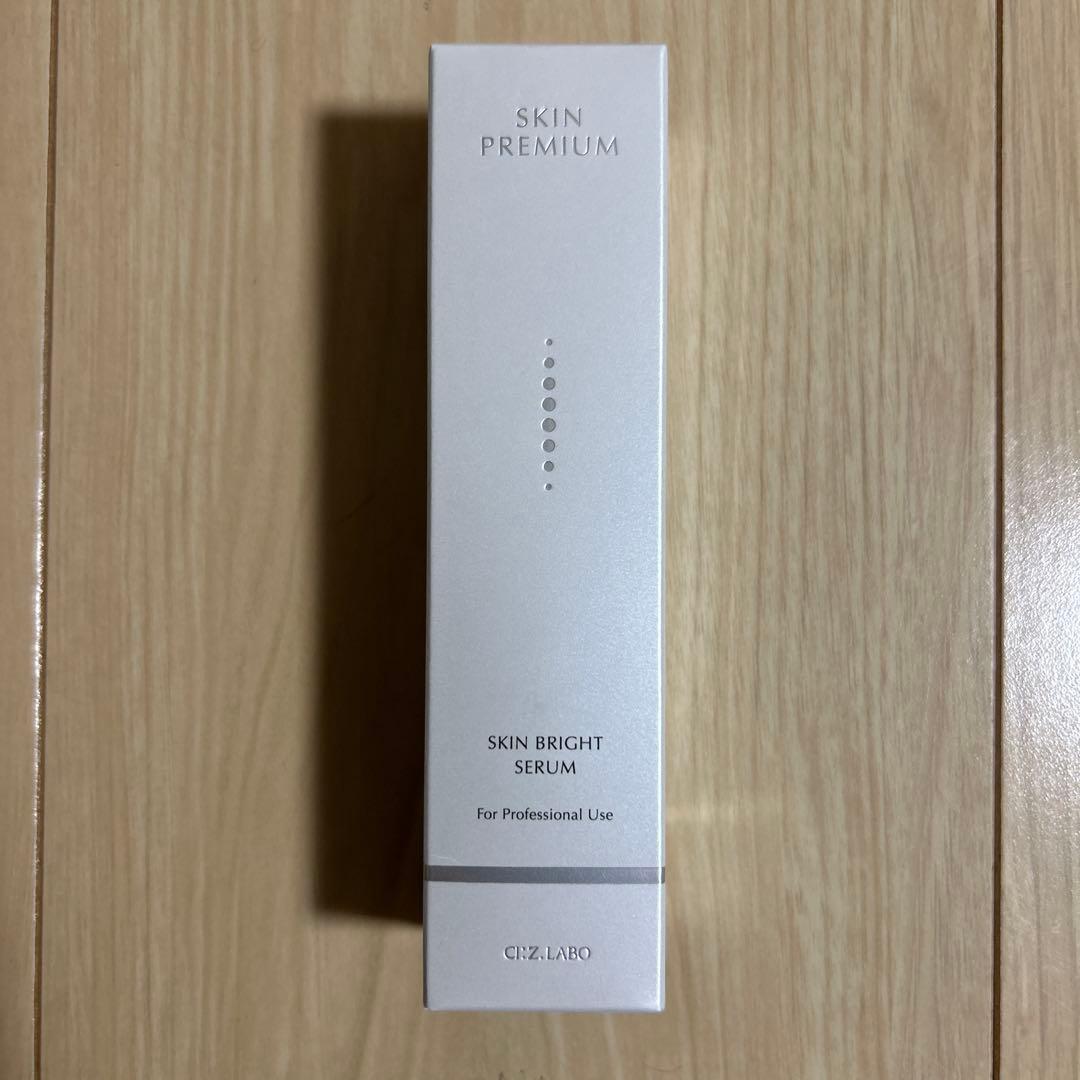 SKIN
PREMIUM
SKIN BRIGHT
SERUM
For Professional Use
CI:Z.LABO